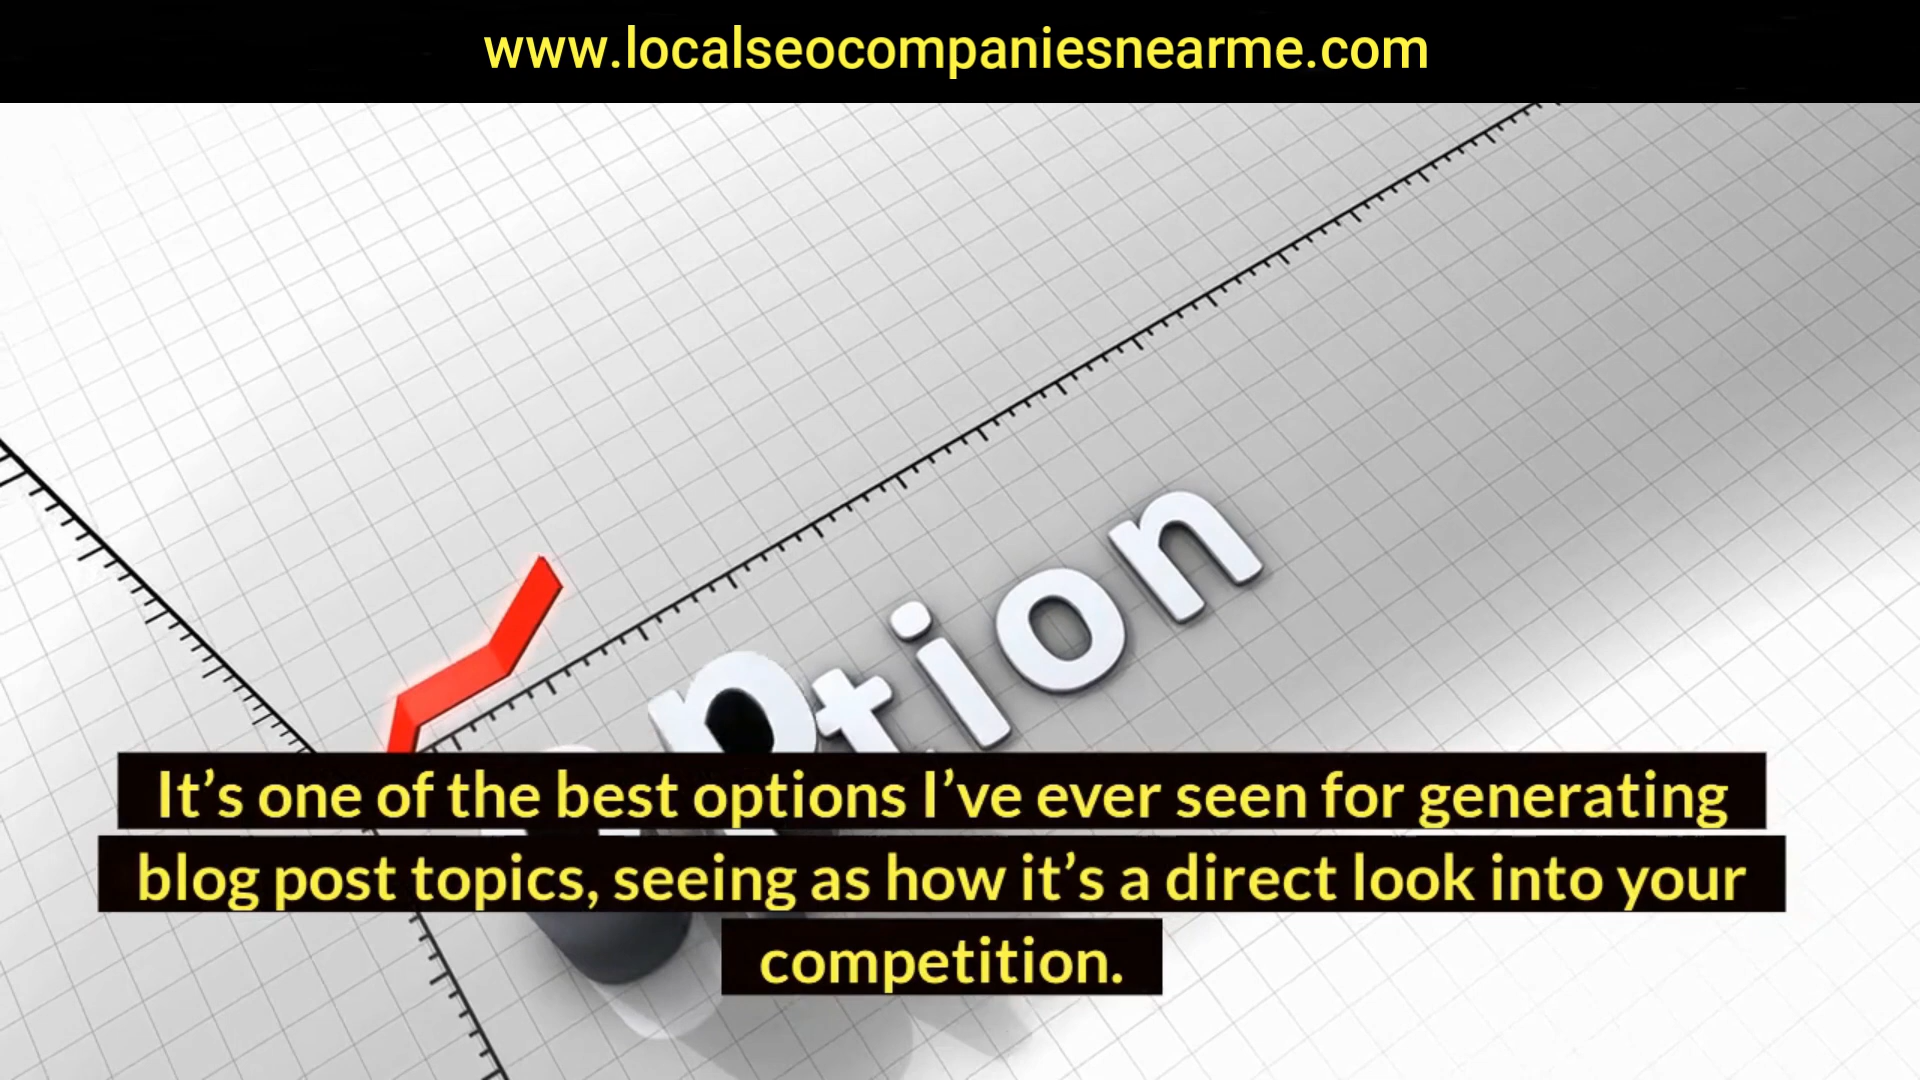 www.localseocompaniesnearme.com
ption
It’s one of the best options I’ve ever seen for generating
blog post topics, seeing as how it’s a direct look into your
competition.